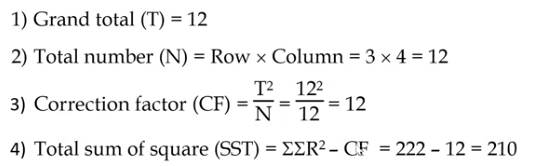 1) Grand total (T) = 12
2) Total number (N) = Row × Column = 3 × 4 = 12
3) Correction factor (CF) = T²/N = 12²/12 = 12
4) Total sum of square (SST) = ΣΣR² – CF = 222 – 12 = 210